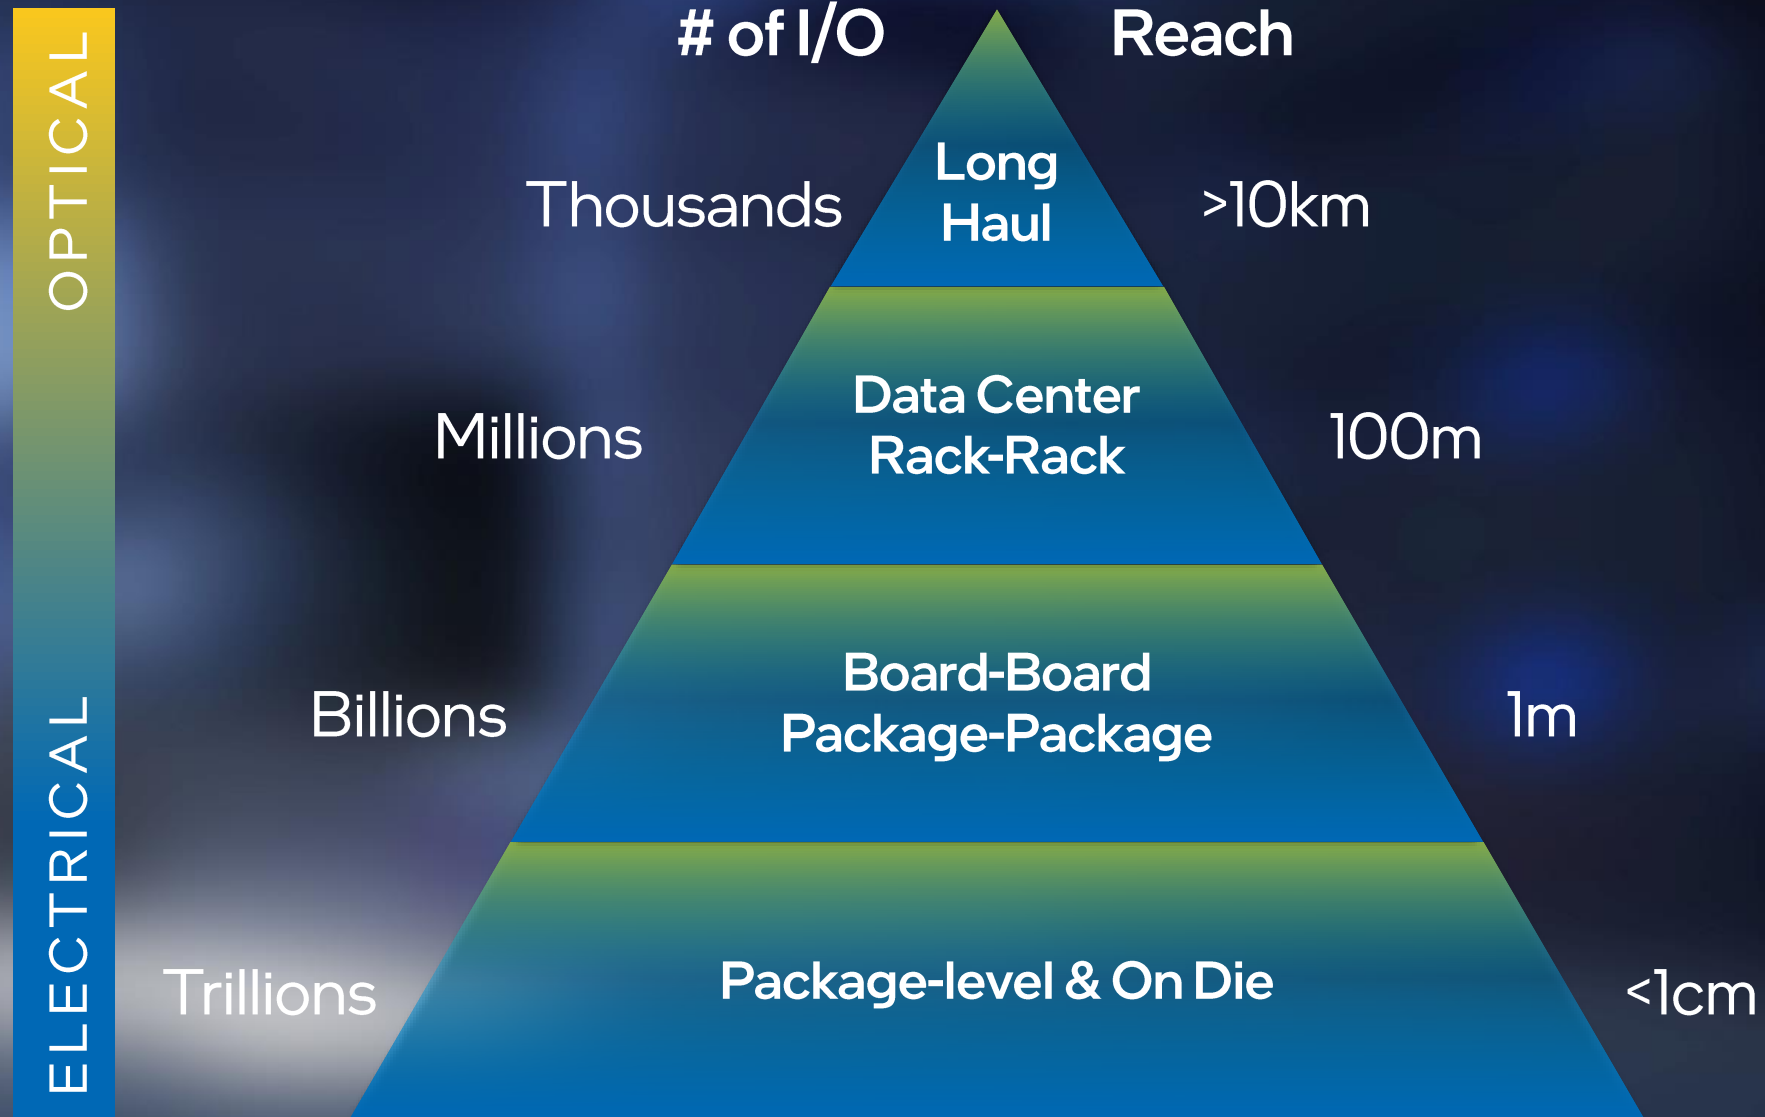 # of I/O
Reach
OPTICAL
Thousands
Long
Haul
>10km
Millions
Data Center
Rack-Rack
100m
Billions
Board-Board
Package-Package
1m
ELECTRICAL
Trillions
Package-level & On Die
<1cm